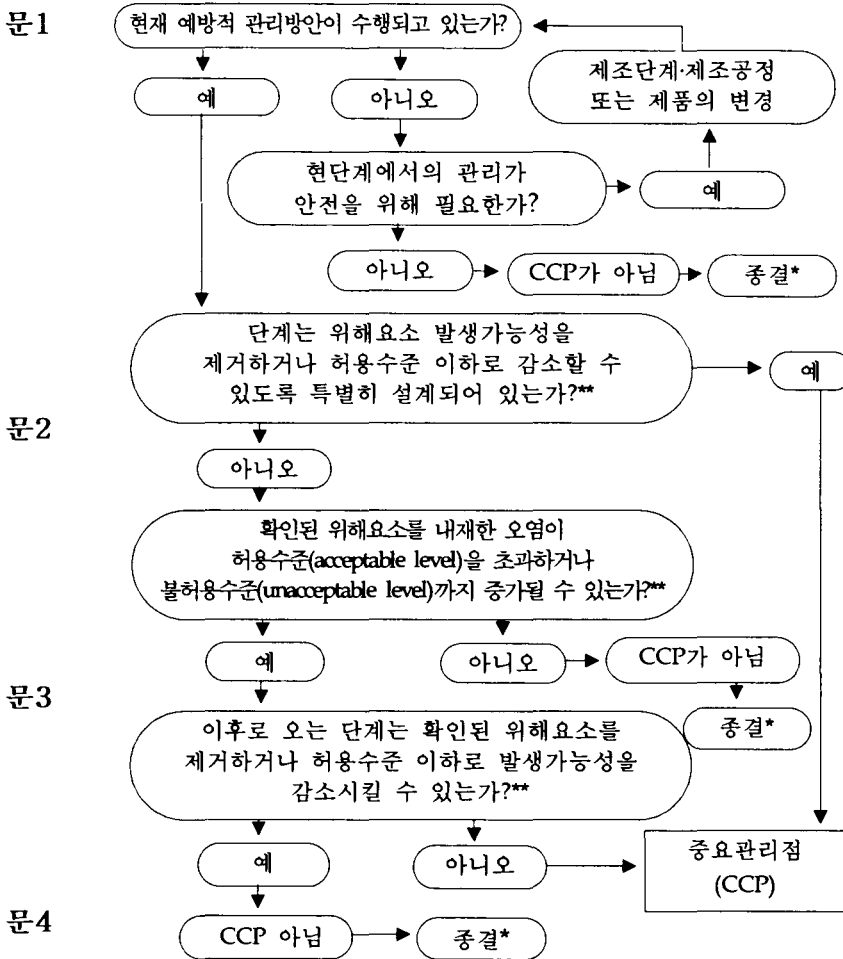 문1
현재 예방적 관리방안이 수행되고 있는가?
예
아니오
제조단계·제조공정
또는 제품의 변경
현단계에서의 관리가
안전을 위해 필요한가?
예
아니오
CCP가 아님
종결*
단계는 위해요소 발생가능성을
제거하거나 허용수준 이하로 감소할 수
있도록 특별히 설계되어 있는가?**
예
문2
아니오
확인된 위해요소를 내재한 오염이
허용수준(acceptable level)을 초과하거나
불허용수준(unacceptable level)까지 증가될 수 있는가?**
예
아니오
CCP가 아님
문3
종결*
이후로 오는 단계는 확인된 위해요소를
제거하거나 허용수준 이하로 발생가능성을
감소시킬 수 있는가?**
예
아니오
중요관리점
(CCP)
문4
CCP 아님
종결*